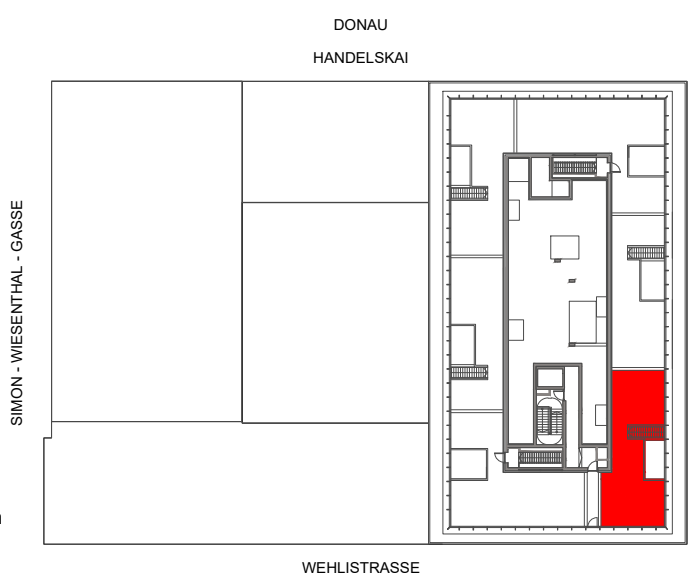 DONAU
HANDELSKAI
SIMON - WIESENTHAL - GASSE
WEHLISTRASSE